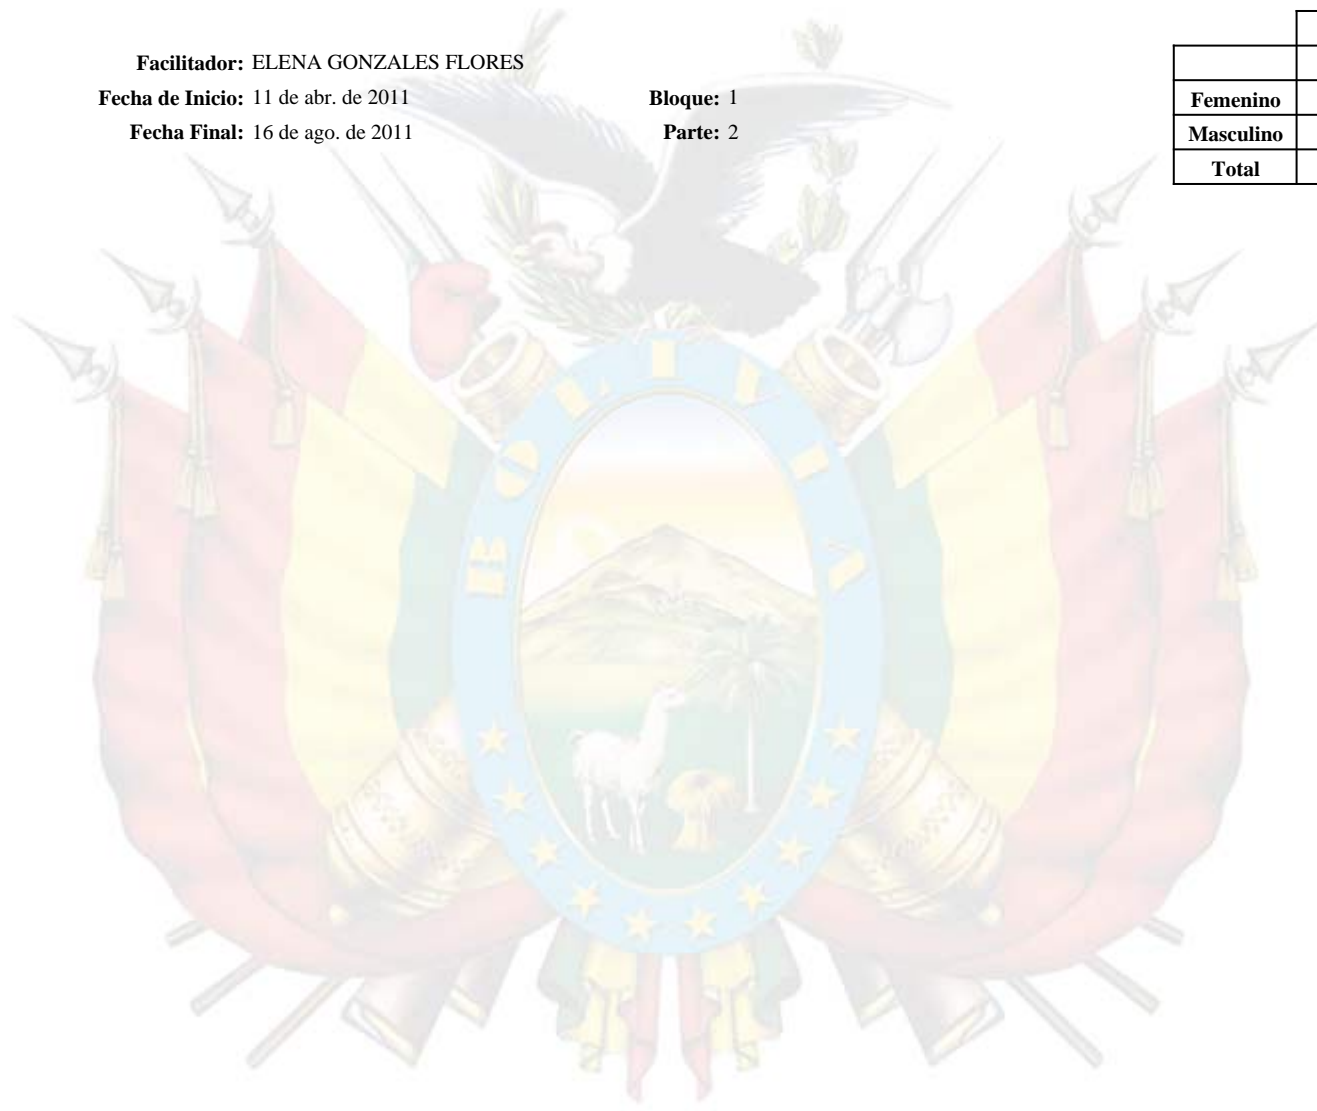 Facilitador: ELENA GONZALES FLORES
Fecha de Inicio: 11 de abr. de 2011 Bloque: 1
Fecha Final: 16 de ago. de 2011 Parte: 2
Femenino
Masculino
Total
BOLIVIA